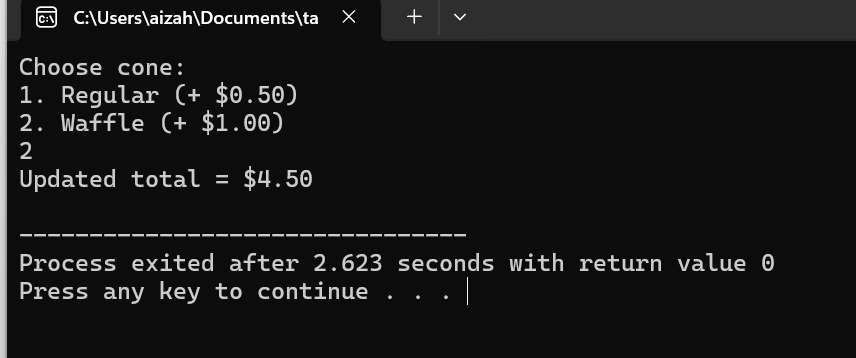 C:\Users\aizah\Documents\ta
Choose cone:
1. Regular (+ $0.50)
2. Waffle (+ $1.00)
2
Updated total = $4.50
--------------------------------
Process exited after 2.623 seconds with return value 0
Press any key to continue . . .